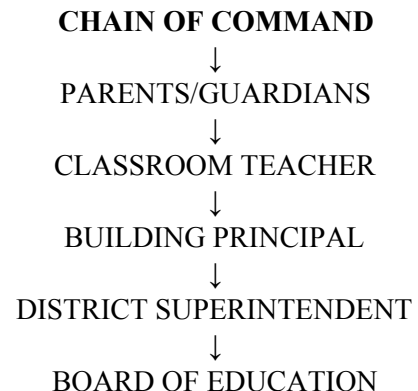 CHAIN OF COMMAND
↓
PARENTS/GUARDIANS
↓
CLASSROOM TEACHER
↓
BUILDING PRINCIPAL
↓
DISTRICT SUPERINTENDENT
↓
BOARD OF EDUCATION